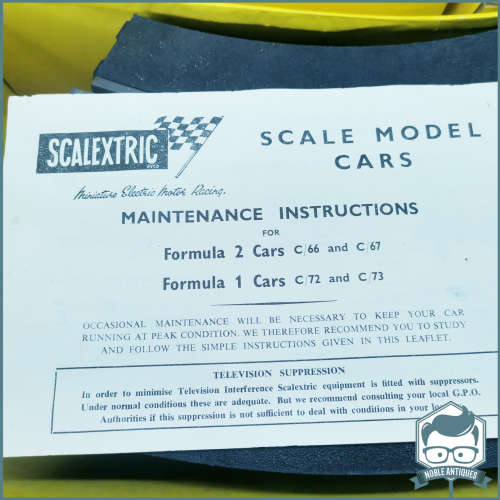 SCALEXTRIC
Miniature Electric Motor Racing.
SCALE MODEL
CARS
MAINTENANCE INSTRUCTIONS
FOR
Formula 2 Cars C/66 and C/67
Formula 1 Cars C/72 and C/73
OCCASIONAL MAINTENANCE WILL BE NECESSARY TO KEEP YOUR CAR
RUNNING AT PEAK CONDITION. WE THEREFORE RECOMMEND YOU TO STUDY
AND FOLLOW THE SIMPLE INSTRUCTIONS GIVEN IN THIS LEAFLET.
TELEVISION SUPPRESSION
In order to minimise Television Interference Scalextric equipment is fitted with suppressors.
Under normal conditions these are adequate. But we recommend consulting your local G.P.O.
Authorities if this suppression is not sufficient to deal with conditions in your
NOBLE ANTIQUES